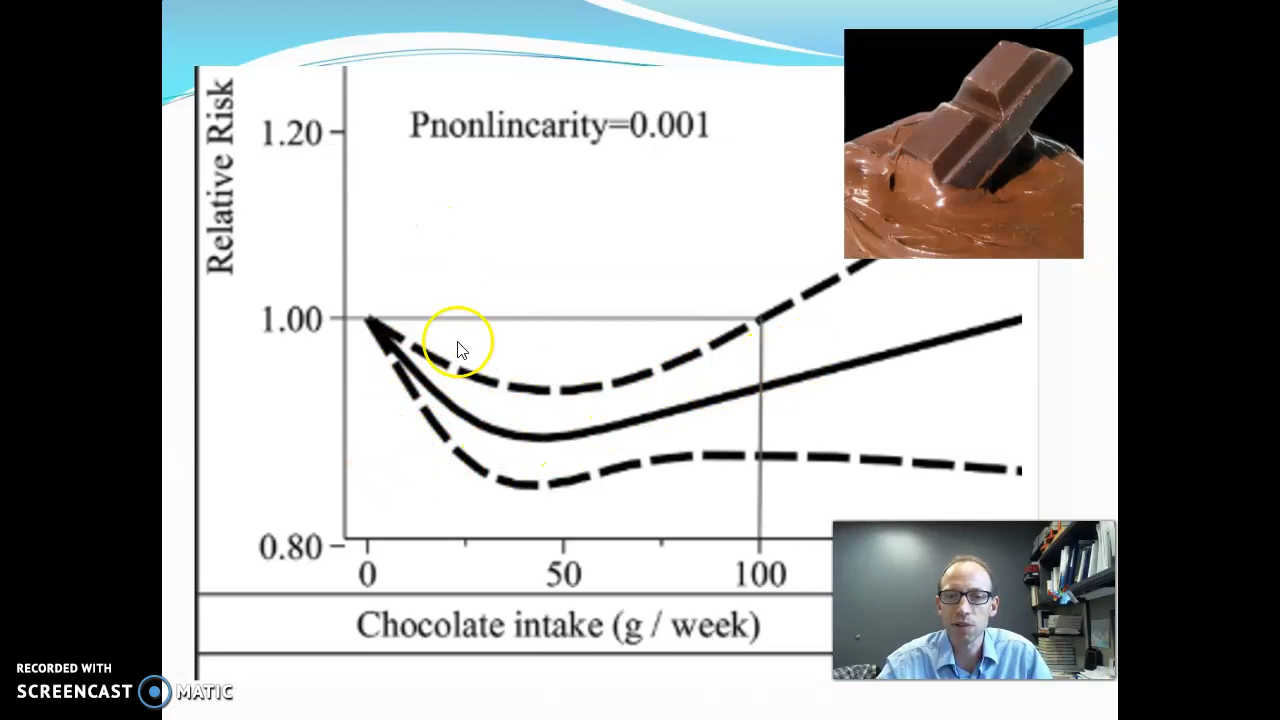 Relative Risk
1.20
Pnonlincarity=0.001
1.00
0.80
0
50
100
Chocolate intake (g / week)
RECORDED WITH
SCREENCAST MATIC